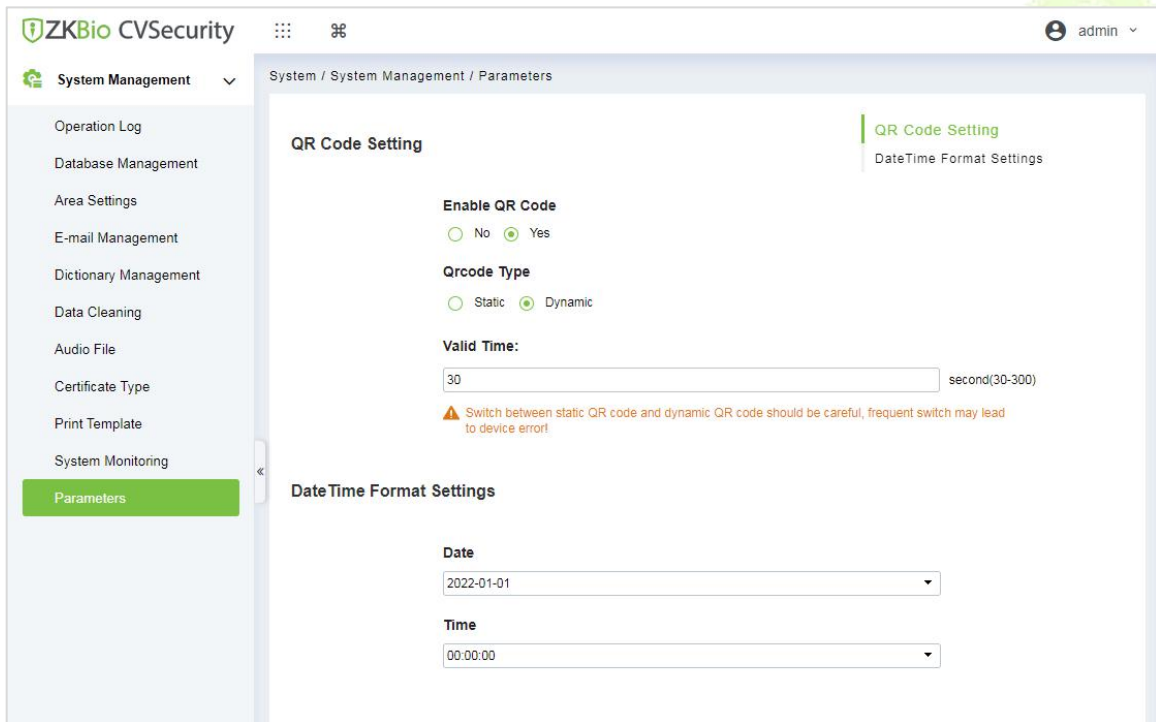 ZKBio CVSecurity
admin
System Management
System / System Management / Parameters
Operation Log
Database Management
Area Settings
E-mail Management
Dictionary Management
Data Cleaning
Audio File
Certificate Type
Print Template
System Monitoring
Parameters
QR Code Setting
QR Code Setting
DateTime Format Settings
Enable QR Code
No Yes
Qrcode Type
Static Dynamic
Valid Time:
30 second(30-300)
Switch between static QR code and dynamic QR code should be careful, frequent switch may lead
to device error!
DateTime Format Settings
Date
2022-01-01
Time
00:00:00